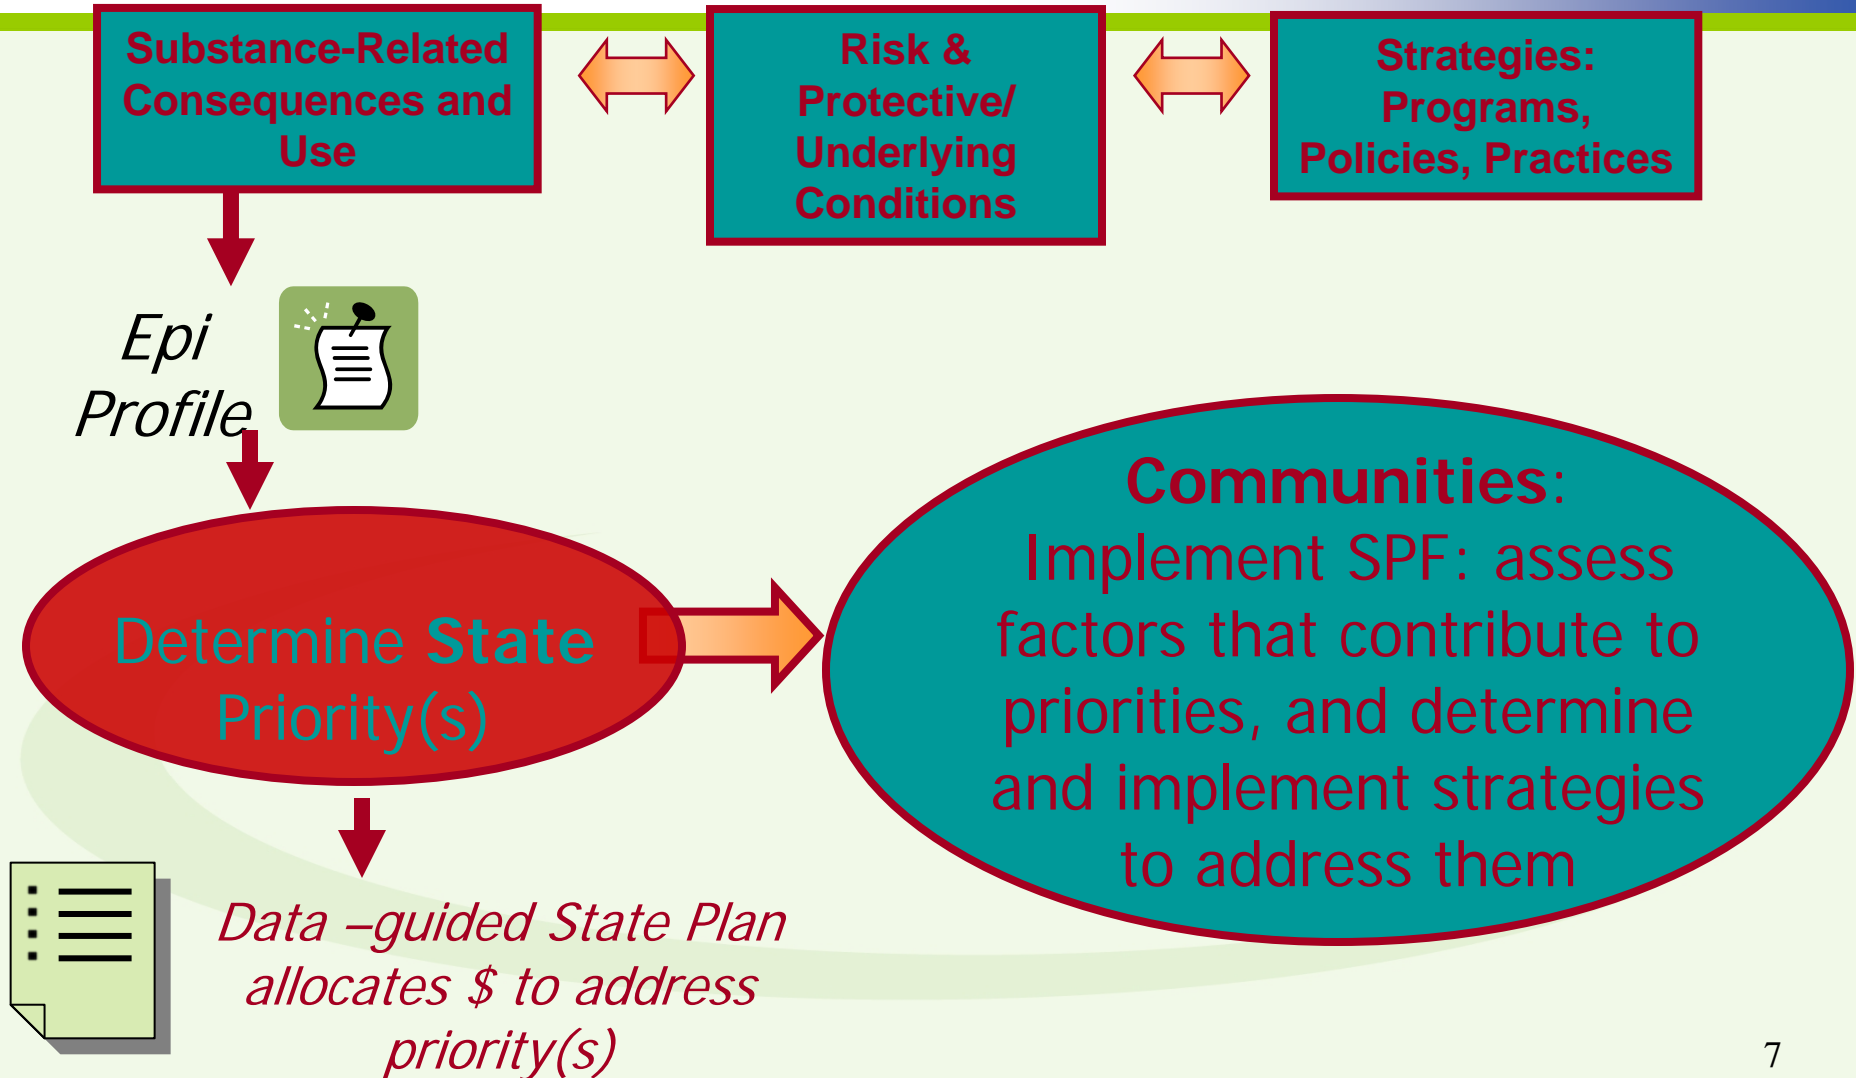 Substance-Related
Consequences and
Use
Risk &
Protective/
Underlying
Conditions
Strategies:
Programs,
Policies, Practices
Epi
Profile
Determine State
Priority(s)
Communities:
Implement SPF: assess
factors that contribute to
priorities, and determine
and implement strategies
to address them
Data –guided State Plan
allocates $ to address
priority(s)
7